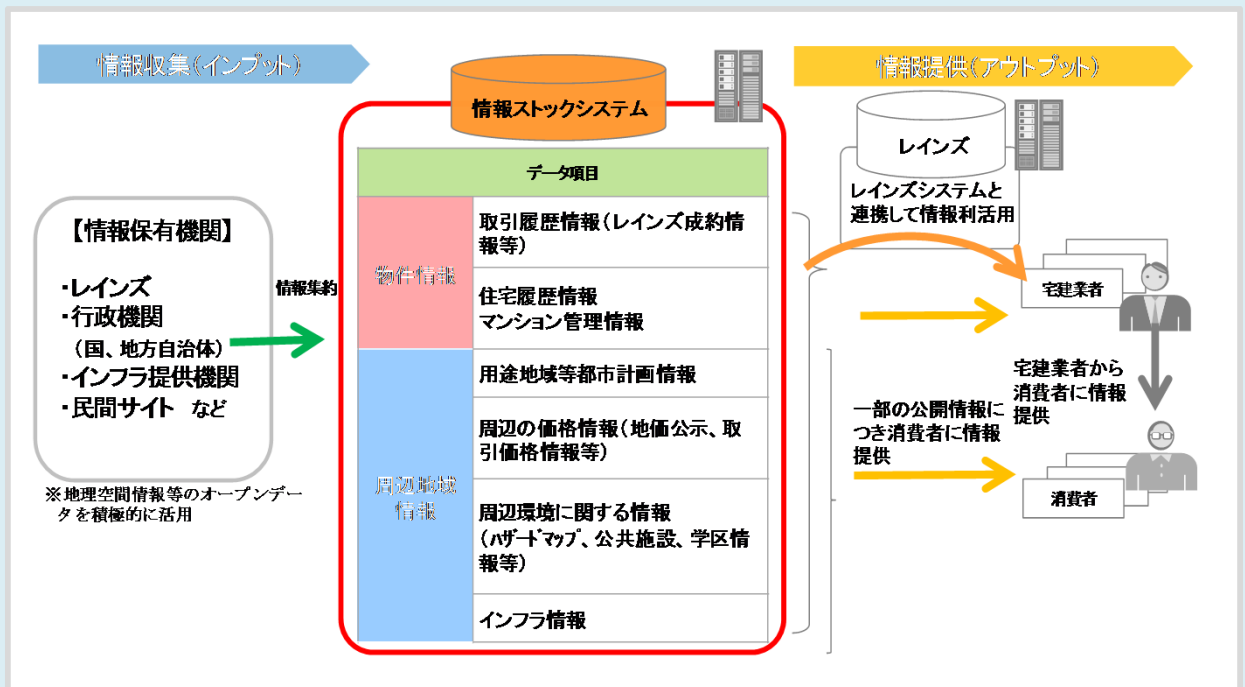 情報収集(インプット)
情報ストックシステム
情報提供(アウトプット)
レインズ
レインズシステムと
連携して情報利活用
データ項目
【情報保有機関】
・レインズ
・行政機関
(国、地方自治体)
・インフラ提供機関
・民間サイト など
※地理空間情報等のオープンデー
タを積極的に活用
情報集約
物件情報
取引履歴情報(レインズ成約情
報等)
住宅履歴情報
マンション管理情報
周辺地域
情報
用途地域等都市計画情報
周辺の価格情報(地価公示、取
引価格情報等)
周辺環境に関する情報
(ハザードマップ、公共施設、学区情
報等)
インフラ情報
宅建業者
宅建業者から
消費者に情報
提供
一部の公開情報に
つき消費者に情報
提供
消費者